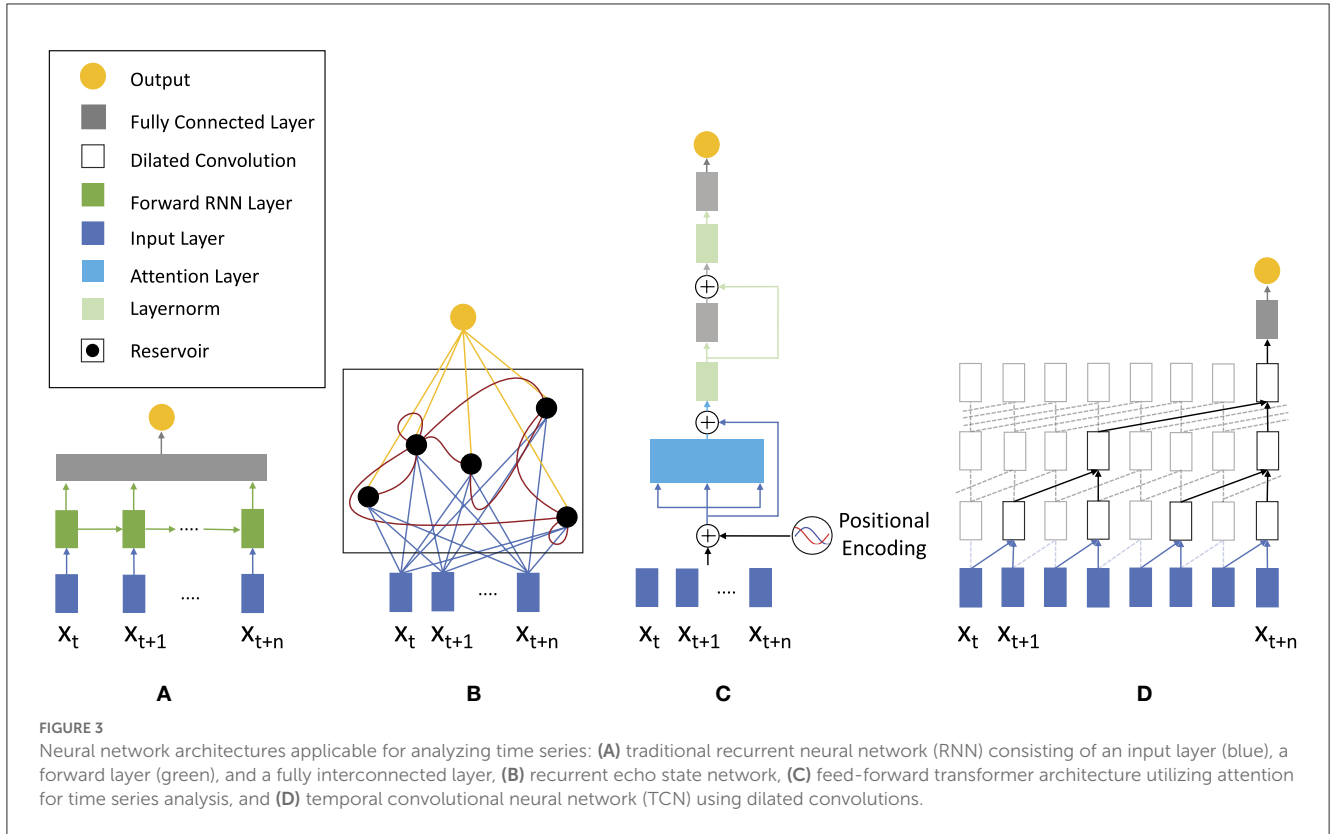 Output
Fully Connected Layer
Dilated Convolution
Forward RNN Layer
Input Layer
Attention Layer
Layernorm
Reservoir
....
....
xt
xt+1
xt+n
A
....
xt
xt+1
xt+n
B
Positional
Encoding
....
xt
xt+1
xt+n
C
xt
xt+1
xt+n
D
FIGURE 3
Neural network architectures applicable for analyzing time series: (A) traditional recurrent neural network (RNN) consisting of an input layer (blue), a
forward layer (green), and a fully interconnected layer, (B) recurrent echo state network, (C) feed-forward transformer architecture utilizing attention
for time series analysis, and (D) temporal convolutional neural network (TCN) using dilated convolutions.